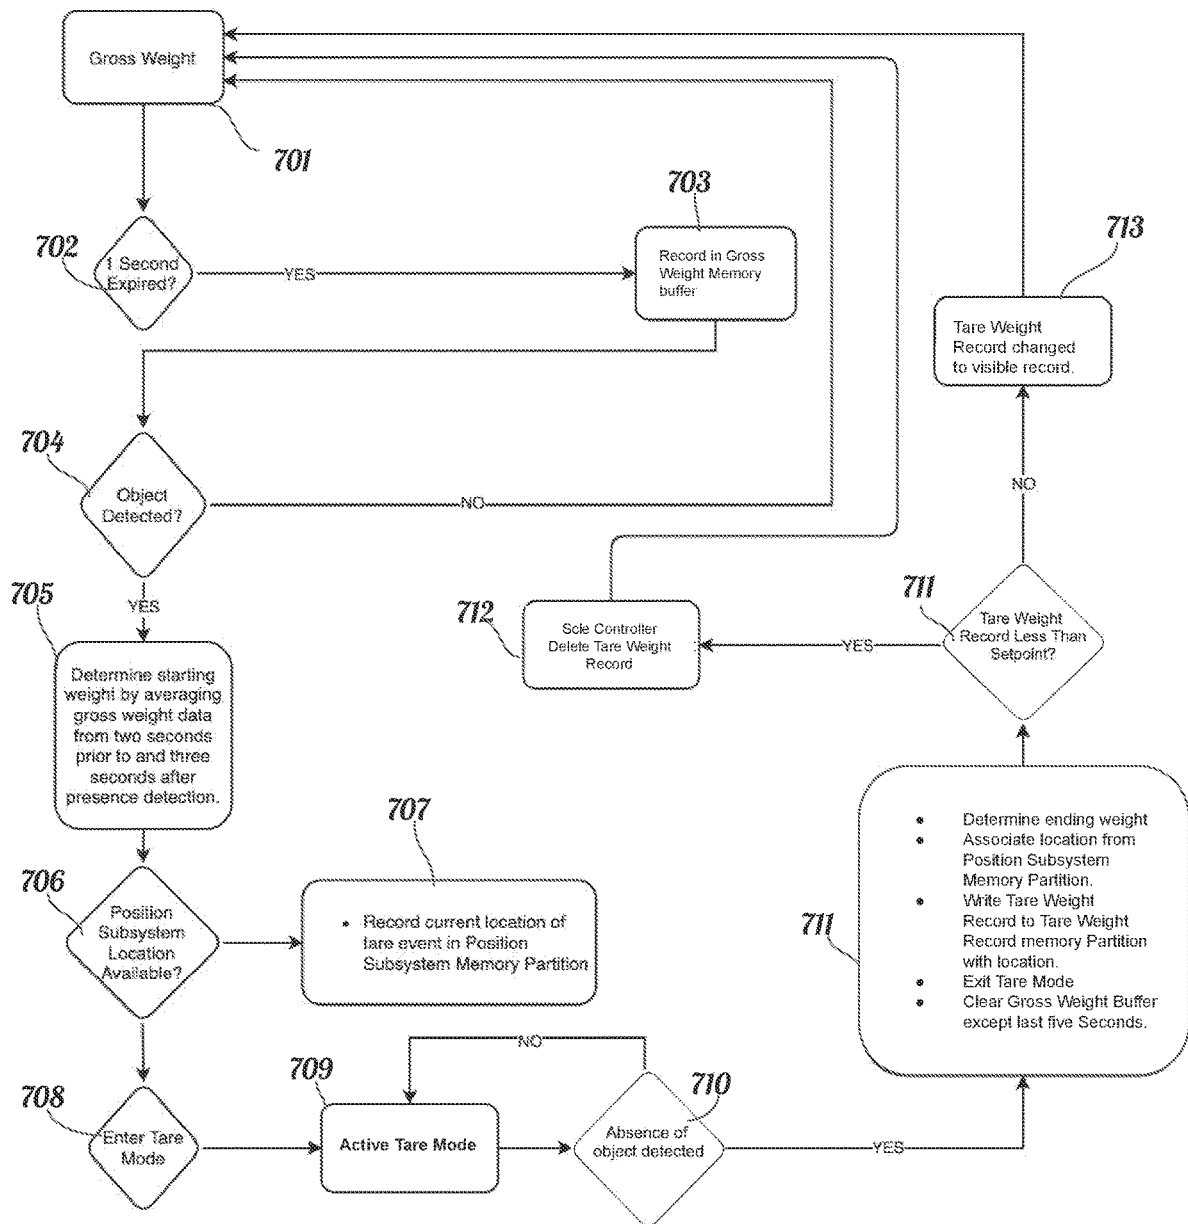 Gross Weight
701
702
1 Second
Expired?
YES
703
Record in Gross
Weight Memory
buffer
713
Tare Weight
Record changed
to visible record.
704
Object
Detected?
NO
YES
NO
705
Determine starting
weight by averaging
gross weight data
from two seconds
prior to and three
seconds after
presence detection.
712
Scle Controller
Delete Tare Weight
Record
YES
711
Tare Weight
Record Less Than
Setpoint?
706
Position
Subsystem
Location
Available?
707
• Record current location of
tare event in Position
Subsystem Memory Partition
711
• Determine ending weight
• Associate location from
Position Subsystem
Memory Partition.
• Write Tare Weight
Record to Tare Weight
Record memory Partition
with location.
• Exit Tare Mode
• Clear Gross Weight Buffer
except last five Seconds.
708
Enter Tare
Mode
709
Active Tare Mode
NO
710
Absence of
object detected
YES